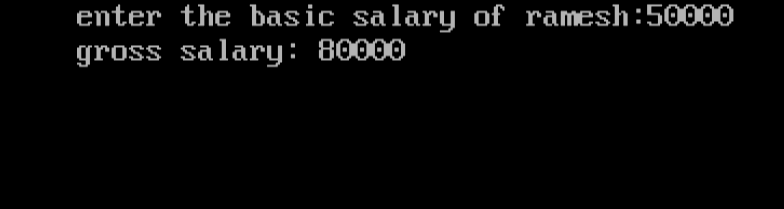 enter the basic salary of ramesh:50000
gross salary: 80000